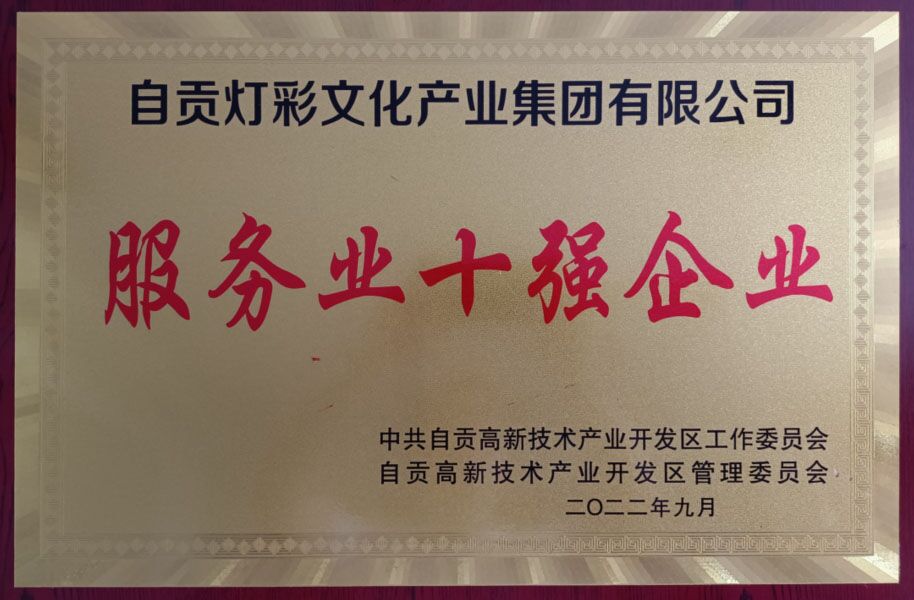 自贡灯彩文化产业集团有限公司
服务业十强企业
中共自贡高新技术产业开发区工作委员会
自贡高新技术产业开发区管理委员会
二〇二二年九月